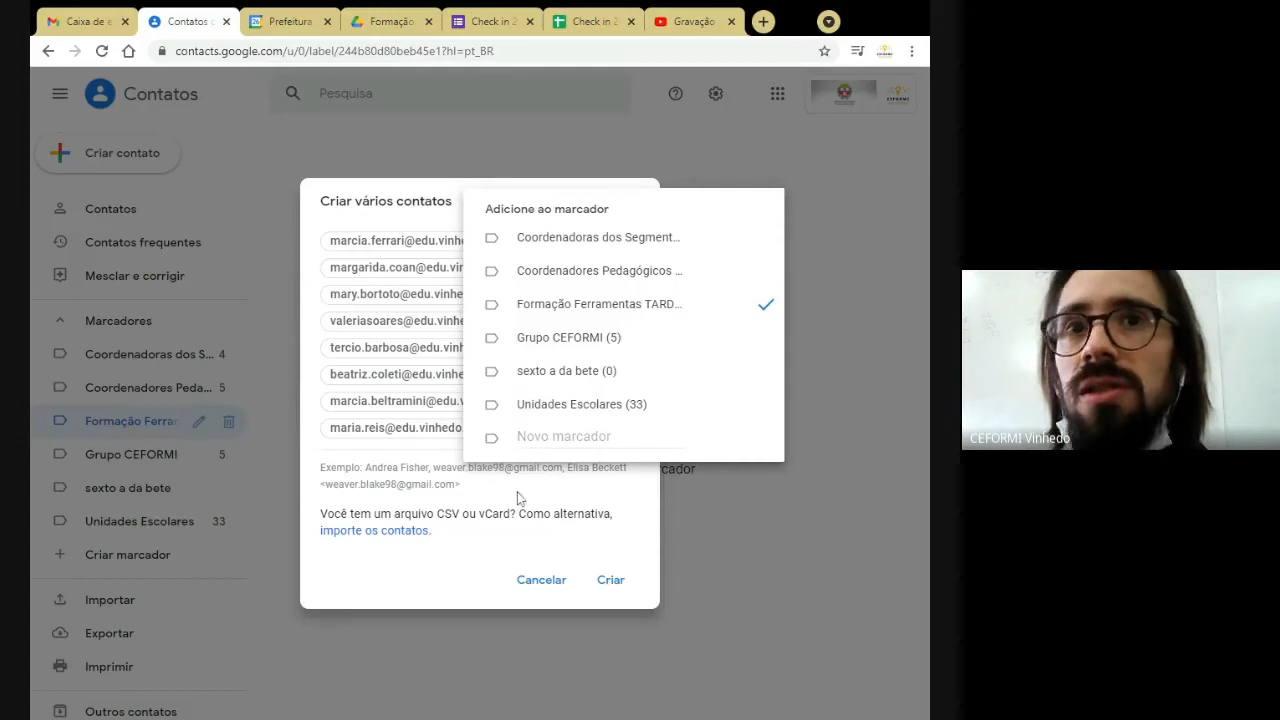 Caixa de e
Contatos c
26
Prefeitura
Formação
Check in 2
Check in 2
Gravação
contacts.google.com/u/0/label/244b80d80beb45e1?hl=pt_BR
Contatos
Pesquisa
CEFORMI
Criar contato
Contatos
Contatos frequentes
Mesclar e corrigir
Marcadores
Coordenadoras dos S... 4
Coordenadores Peda... 5
Formação Ferra
Grupo CEFORMI 5
sexto a da bete
Unidades Escolares 33
Criar marcador
Importar
Exportar
Imprimir
Outros contatos
Criar vários contatos
marcia.ferrari@edu.vinhe
margarida.coan@edu.vin
mary.bortoto@edu.vinhe
valeriasoares@edu.vinhe
tercio.barbosa@edu.vinh
beatriz.coleti@edu.vinhe
marcia.beltramini@edu.v
maria.reis@edu.vinhedo.
Exemplo: Andrea Fisher, weaver.blake98@gmail.com, Elisa Beckett
<weaver.blake98@gmail.com>
Você tem um arquivo CSV ou vCard? Como alternativa,
importe os contatos.
Cancelar Criar
Adicione ao marcador
Coordenadoras dos Segment...
Coordenadores Pedagógicos ...
Formação Ferramentas TARD...
Grupo CEFORMI (5)
sexto a da bete (0)
Unidades Escolares (33)
Novo marcador
rcador
CEFORMI Vinhedo